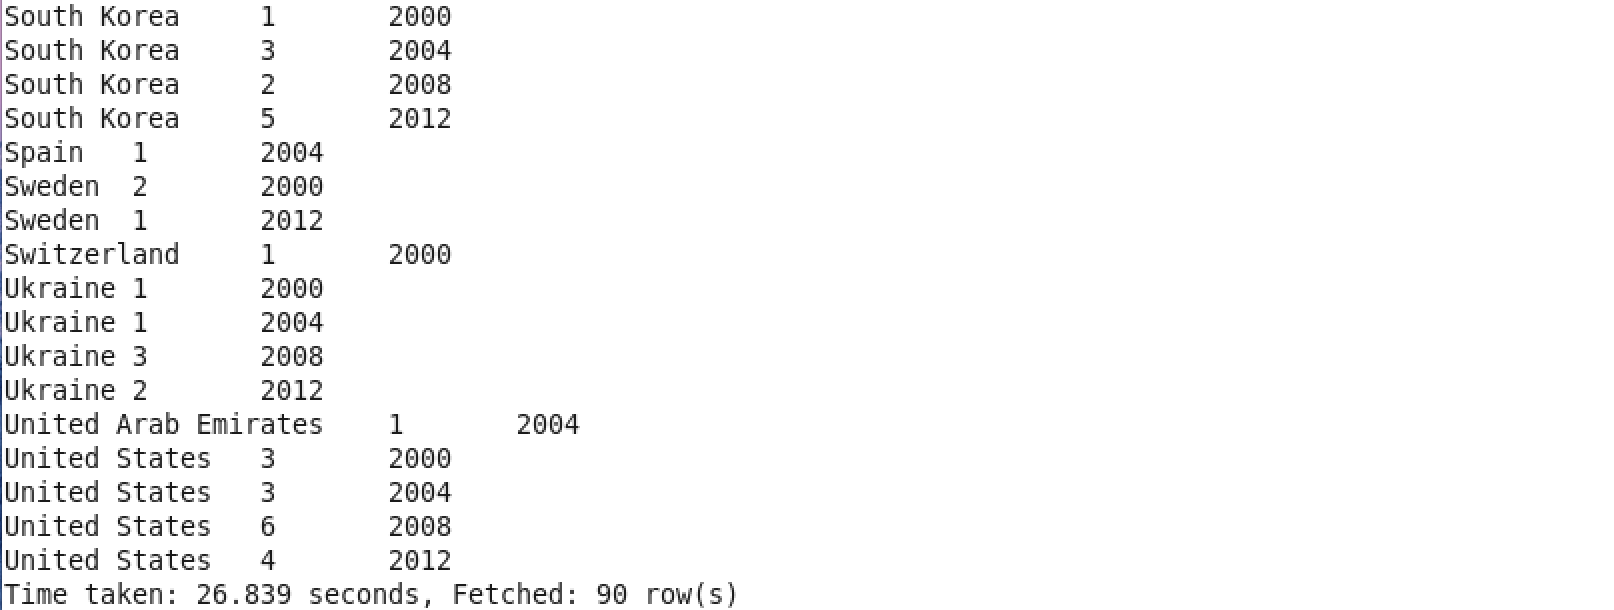 South Korea	1	2000
South Korea	3	2004
South Korea	2	2008
South Korea	5	2012
Spain	1	2004
Sweden	2	2000
Sweden	1	2012
Switzerland	1	2000
Ukraine	1	2000
Ukraine	1	2004
Ukraine	3	2008
Ukraine	2	2012
United Arab Emirates	1	2004
United States	3	2000
United States	3	2004
United States	6	2008
United States	4	2012
Time taken: 26.839 seconds, Fetched: 90 row(s)